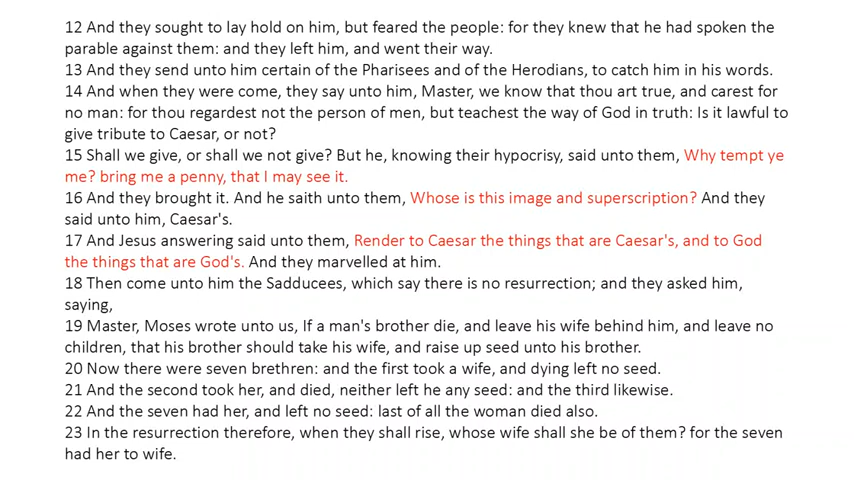 12 And they sought to lay hold on him, but feared the people: for they knew that he had spoken the
parable against them: and they left him, and went their way.
13 And they send unto him certain of the Pharisees and of the Herodians, to catch him in his words.
14 And when they were come, they say unto him, Master, we know that thou art true, and carest for
no man: for thou regardest not the person of men, but teachest the way of God in truth: Is it lawful to
give tribute to Caesar, or not?
15 Shall we give, or shall we not give? But he, knowing their hypocrisy, said unto them, Why tempt ye
me? bring me a penny, that I may see it.
16 And they brought it. And he saith unto them, Whose is this image and superscription? And they
said unto him, Caesar's.
17 And Jesus answering said unto them, Render to Caesar the things that are Caesar's, and to God
the things that are God's. And they marvelled at him.
18 Then come unto him the Sadducees, which say there is no resurrection; and they asked him,
saying,
19 Master, Moses wrote unto us, If a man's brother die, and leave his wife behind him, and leave no
children, that his brother should take his wife, and raise up seed unto his brother.
20 Now there were seven brethren: and the first took a wife, and dying left no seed.
21 And the second took her, and died, neither left he any seed: and the third likewise.
22 And the seven had her, and left no seed: last of all the woman died also.
23 In the resurrection therefore, when they shall rise, whose wife shall she be of them? for the seven
had her to wife.